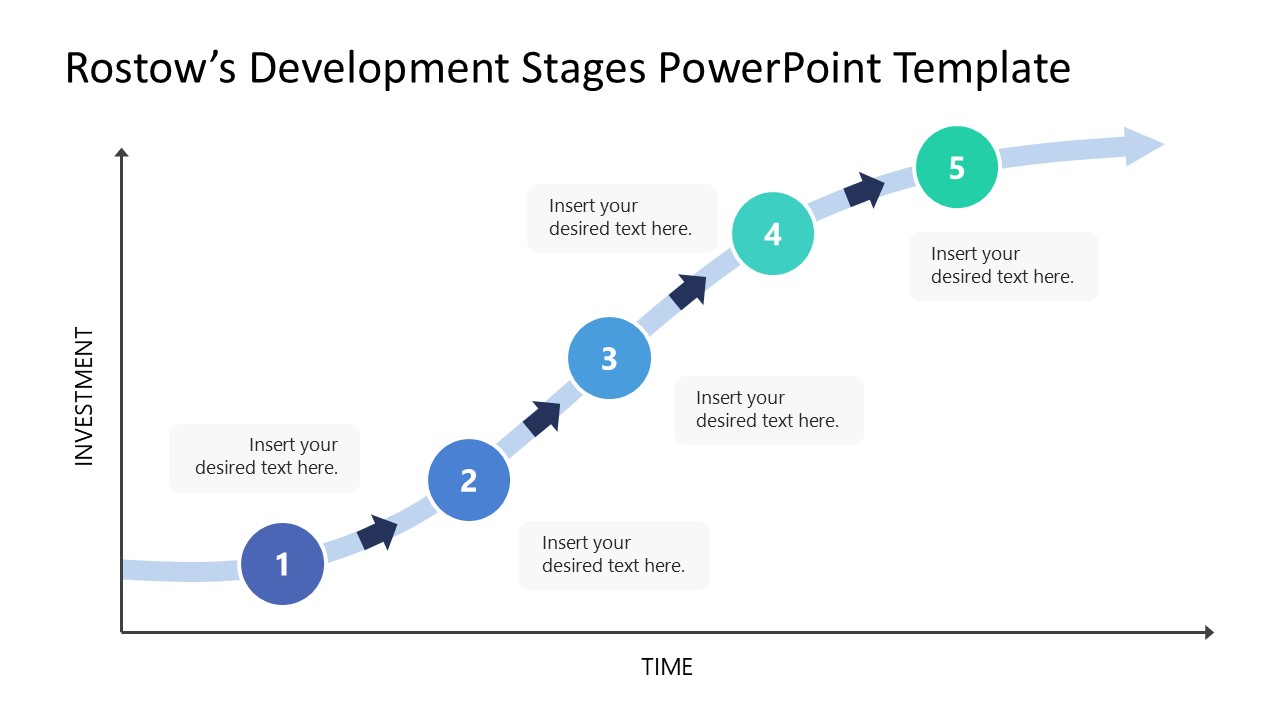 Rostow’s Development Stages PowerPoint Template
INVESTMENT
Insert your
desired text here.
1
2
Insert your
desired text here.
3
Insert your
desired text here.
Insert your
desired text here.
4
5
Insert your
desired text here.
TIME